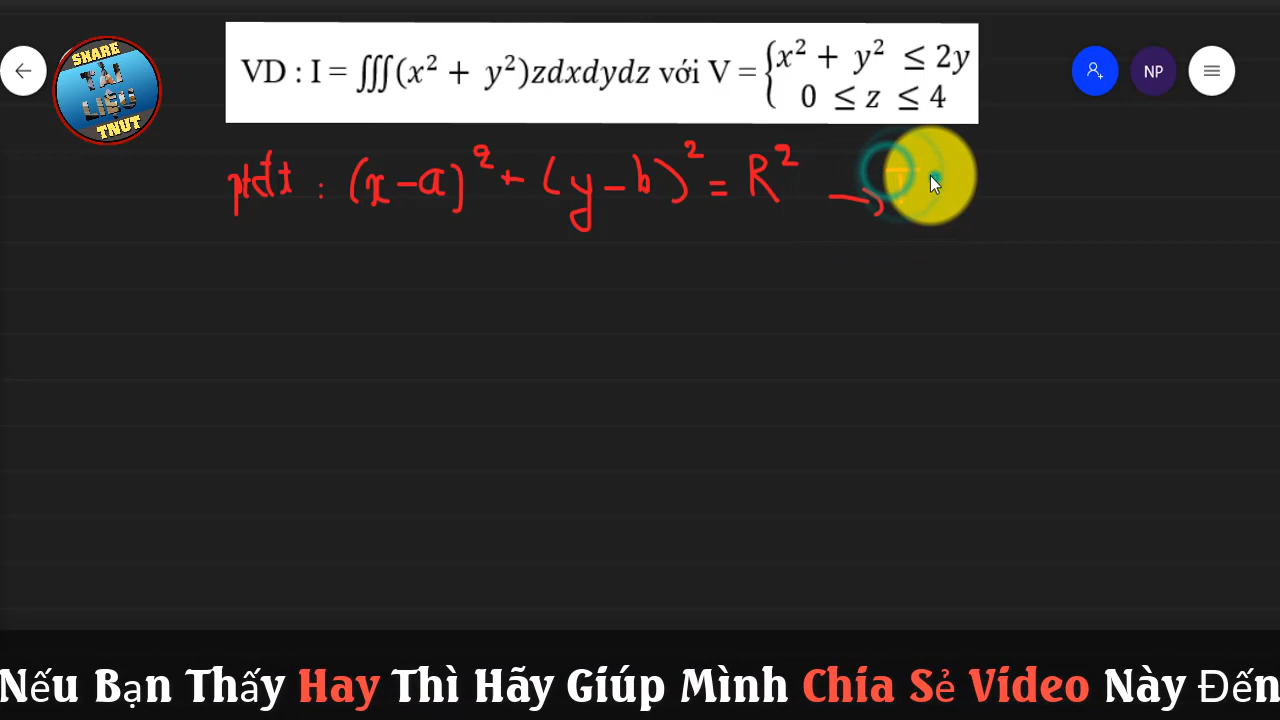 SHARE
TÀI
LIỆU
TNUT
VD : I = ∭(x² + y²)zdxdydz với V = {x² + y² ≤ 2y
0 ≤ z ≤ 4
NP
ptđt : (x-a)² + (y-b)² = R² →
Nếu Bạn Thấy Hay Thì Hãy Giúp Mình Chia Sẻ Video Này Đến